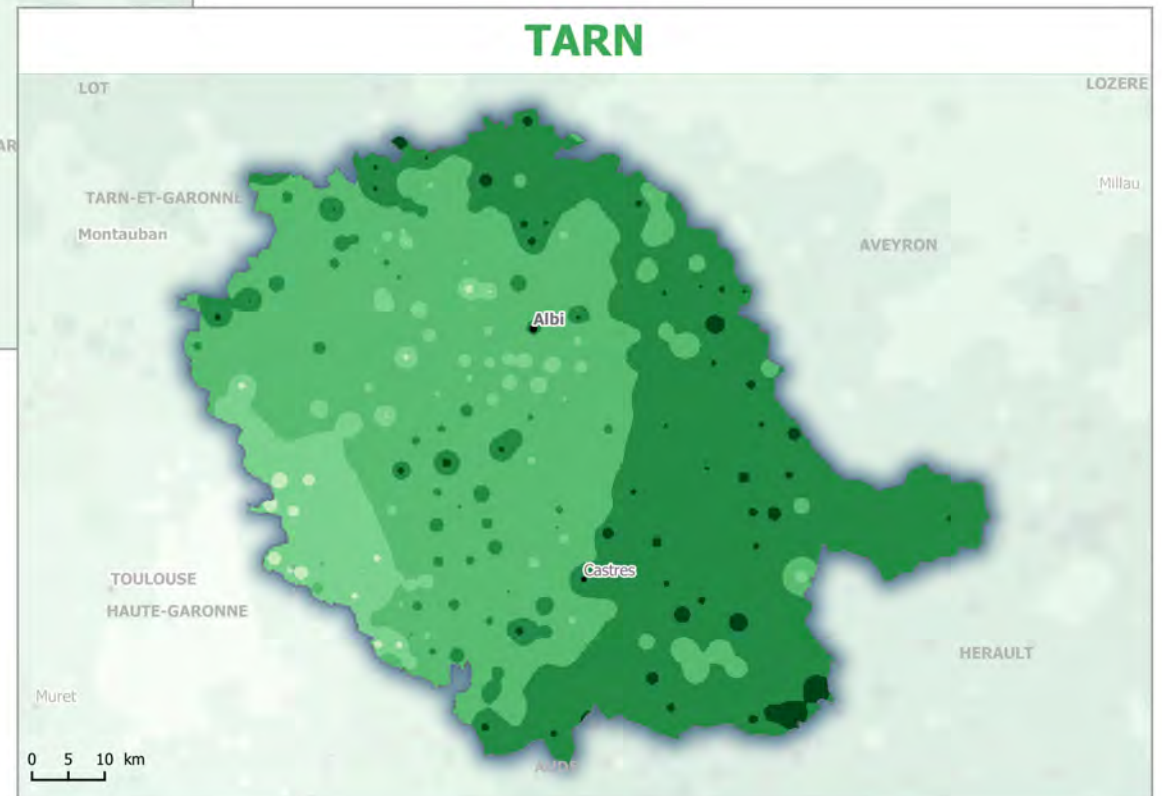 TARN
LOT
LOZERE
AR
Millau
TARN-ET-GARONNE
Montauban
AVEYRON
Albi
Castres
TOULOUSE
HAUTE-GARONNE
HERAULT
Muret
0 5 10 km
AUDE